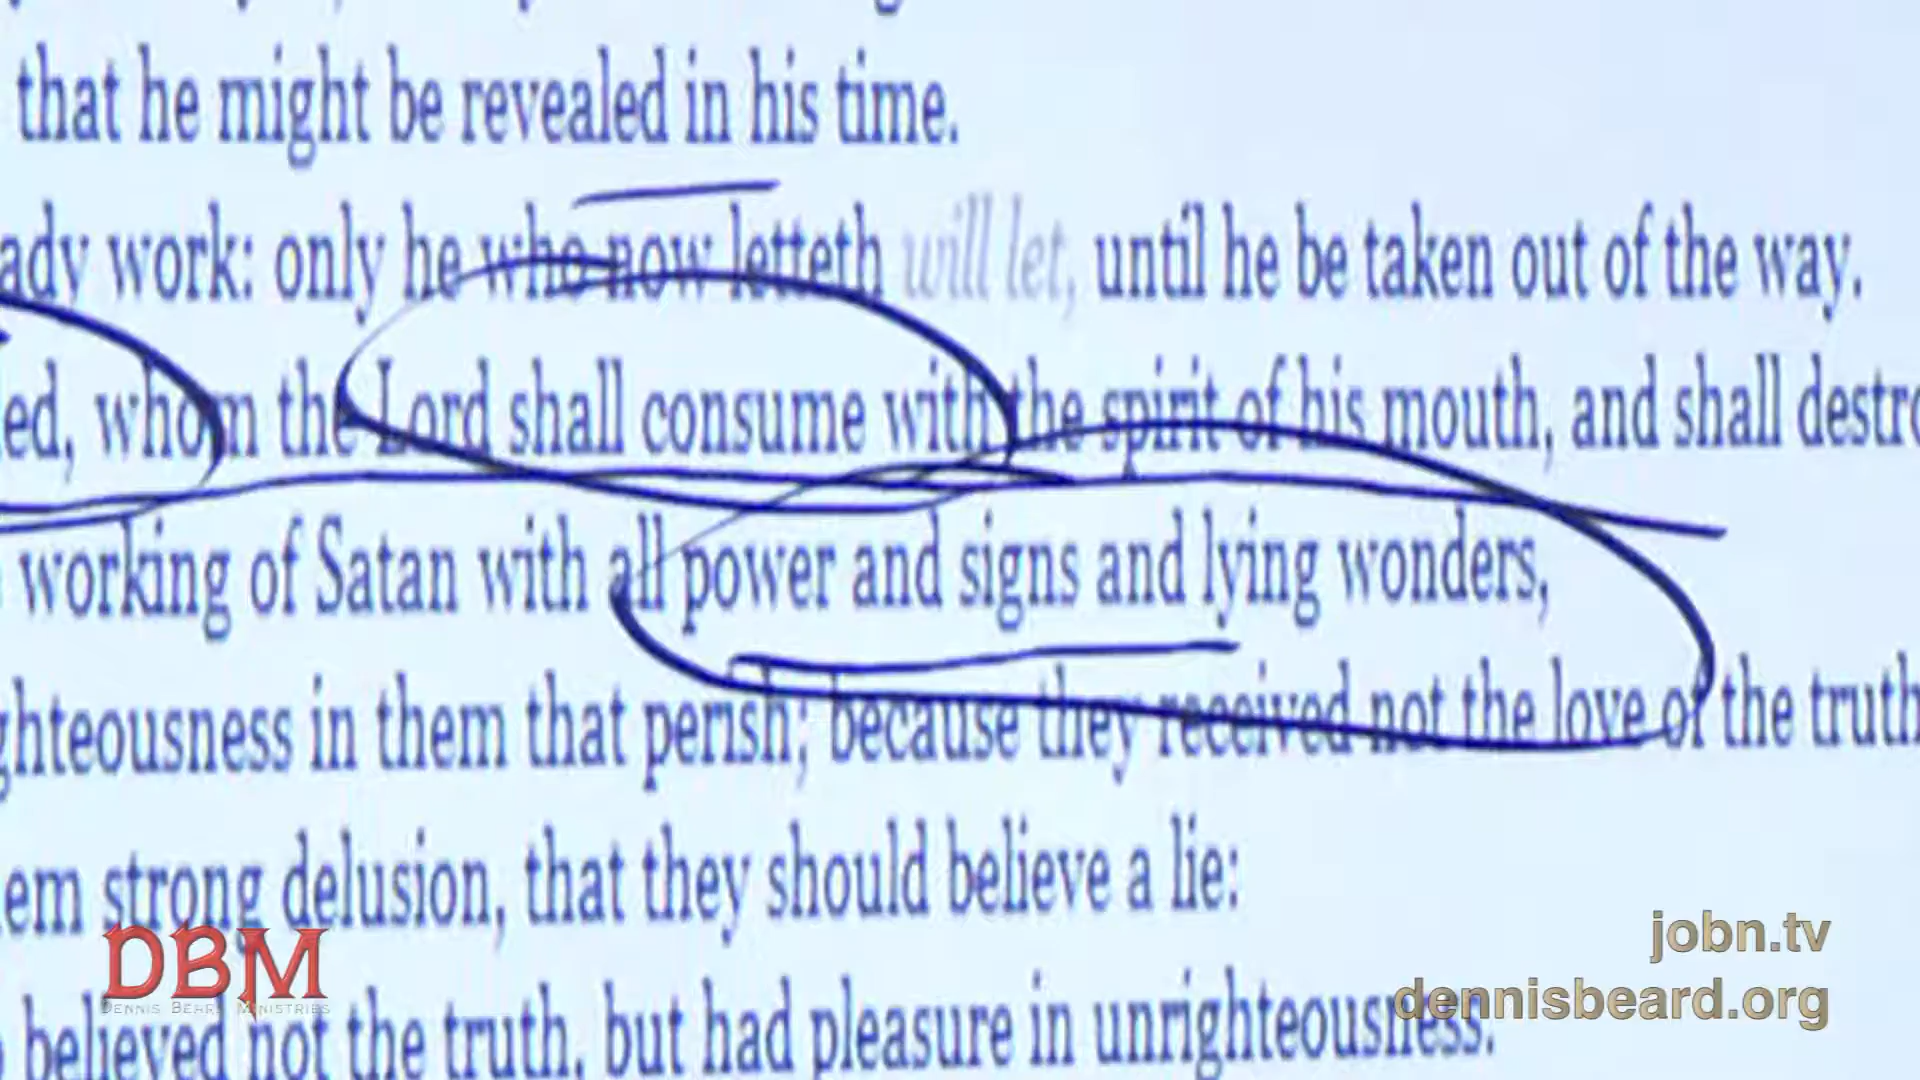 that he might be revealed in his time.
ady work: only he who now letteth will let, until he be taken out of the way.
ed, whom the Lord shall consume with the spirit of his mouth, and shall destro
working of Satan with all power and signs and lying wonders,
ghteousness in them that perish; because they received not the love of the truth
em strong delusion, that they should believe a lie:
believed not the truth, but had pleasure in unrighteousness.
DBM
DENNIS BEARD MINISTRIES
jobn.tv
dennisbeard.org